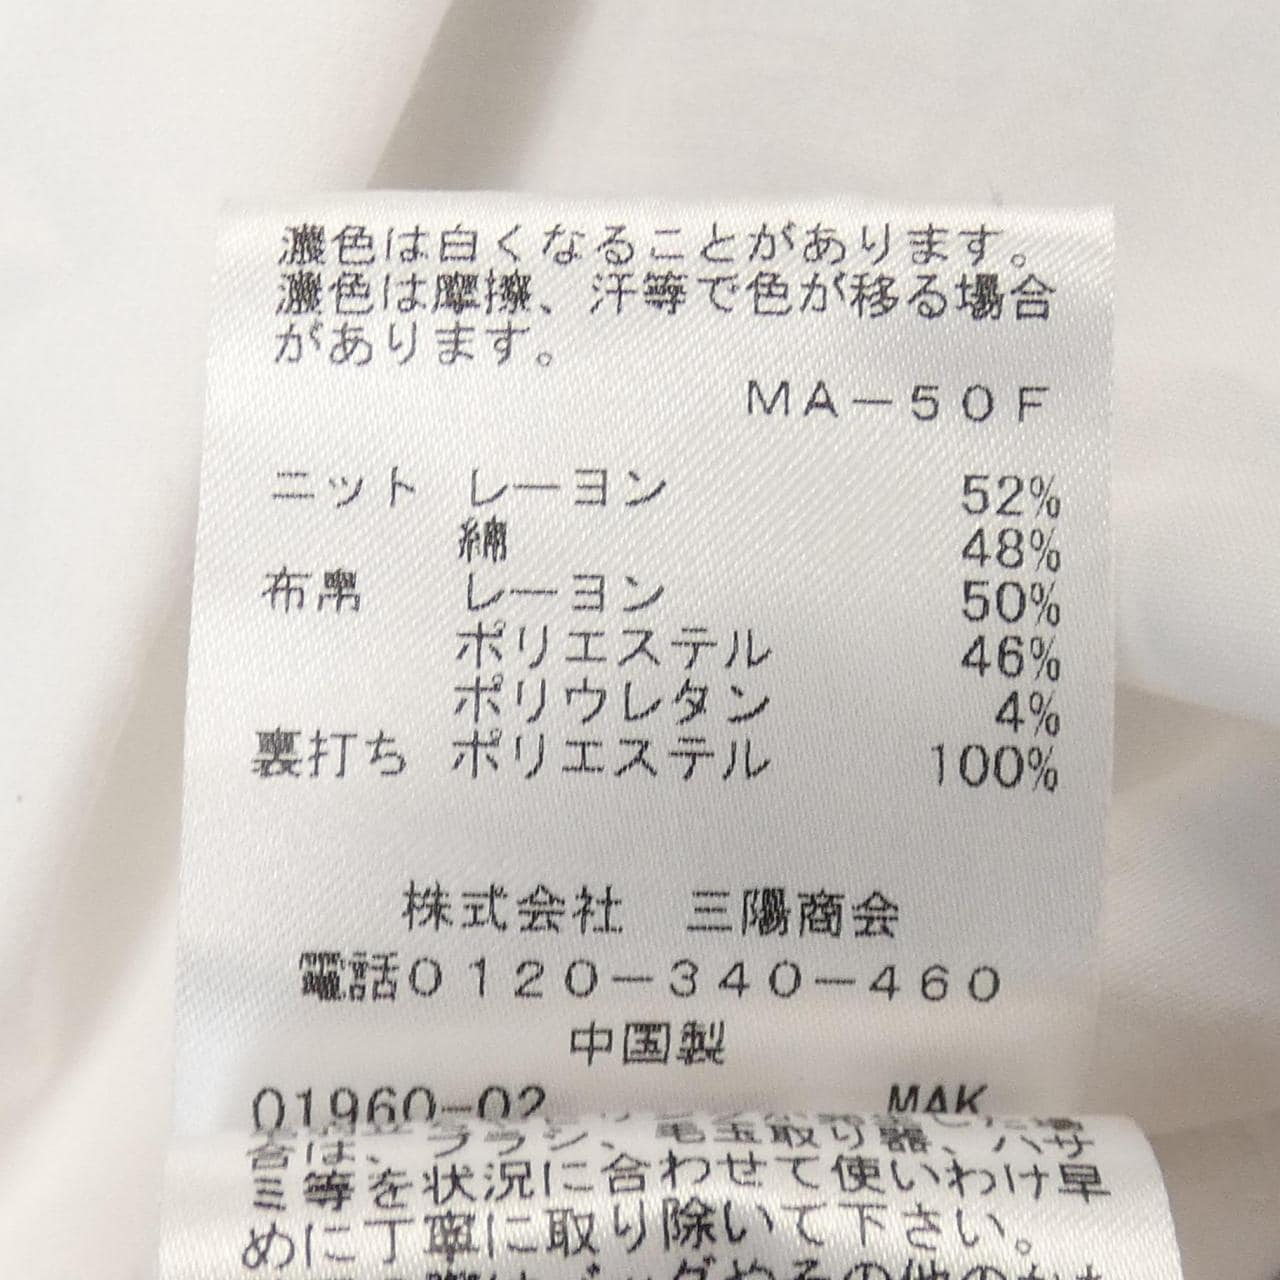 濃色は白くなることがあります。
濃色は摩擦、汗等で色が移る場合
があります。
MA－50F
ニット レーヨン 52%
綿 48%
布帛 レーヨン 50%
ポリエステル 46%
ポリウレタン 4%
裏打ち ポリエステル 100%
株式会社 三陽商会
電話0120－340－460
中国製
01960-02 MAK
合は、ブラシ、毛玉取り器、ハサ
ミ等を状況に合わせて使いわけ早
めに丁寧に取り除いて下さい。